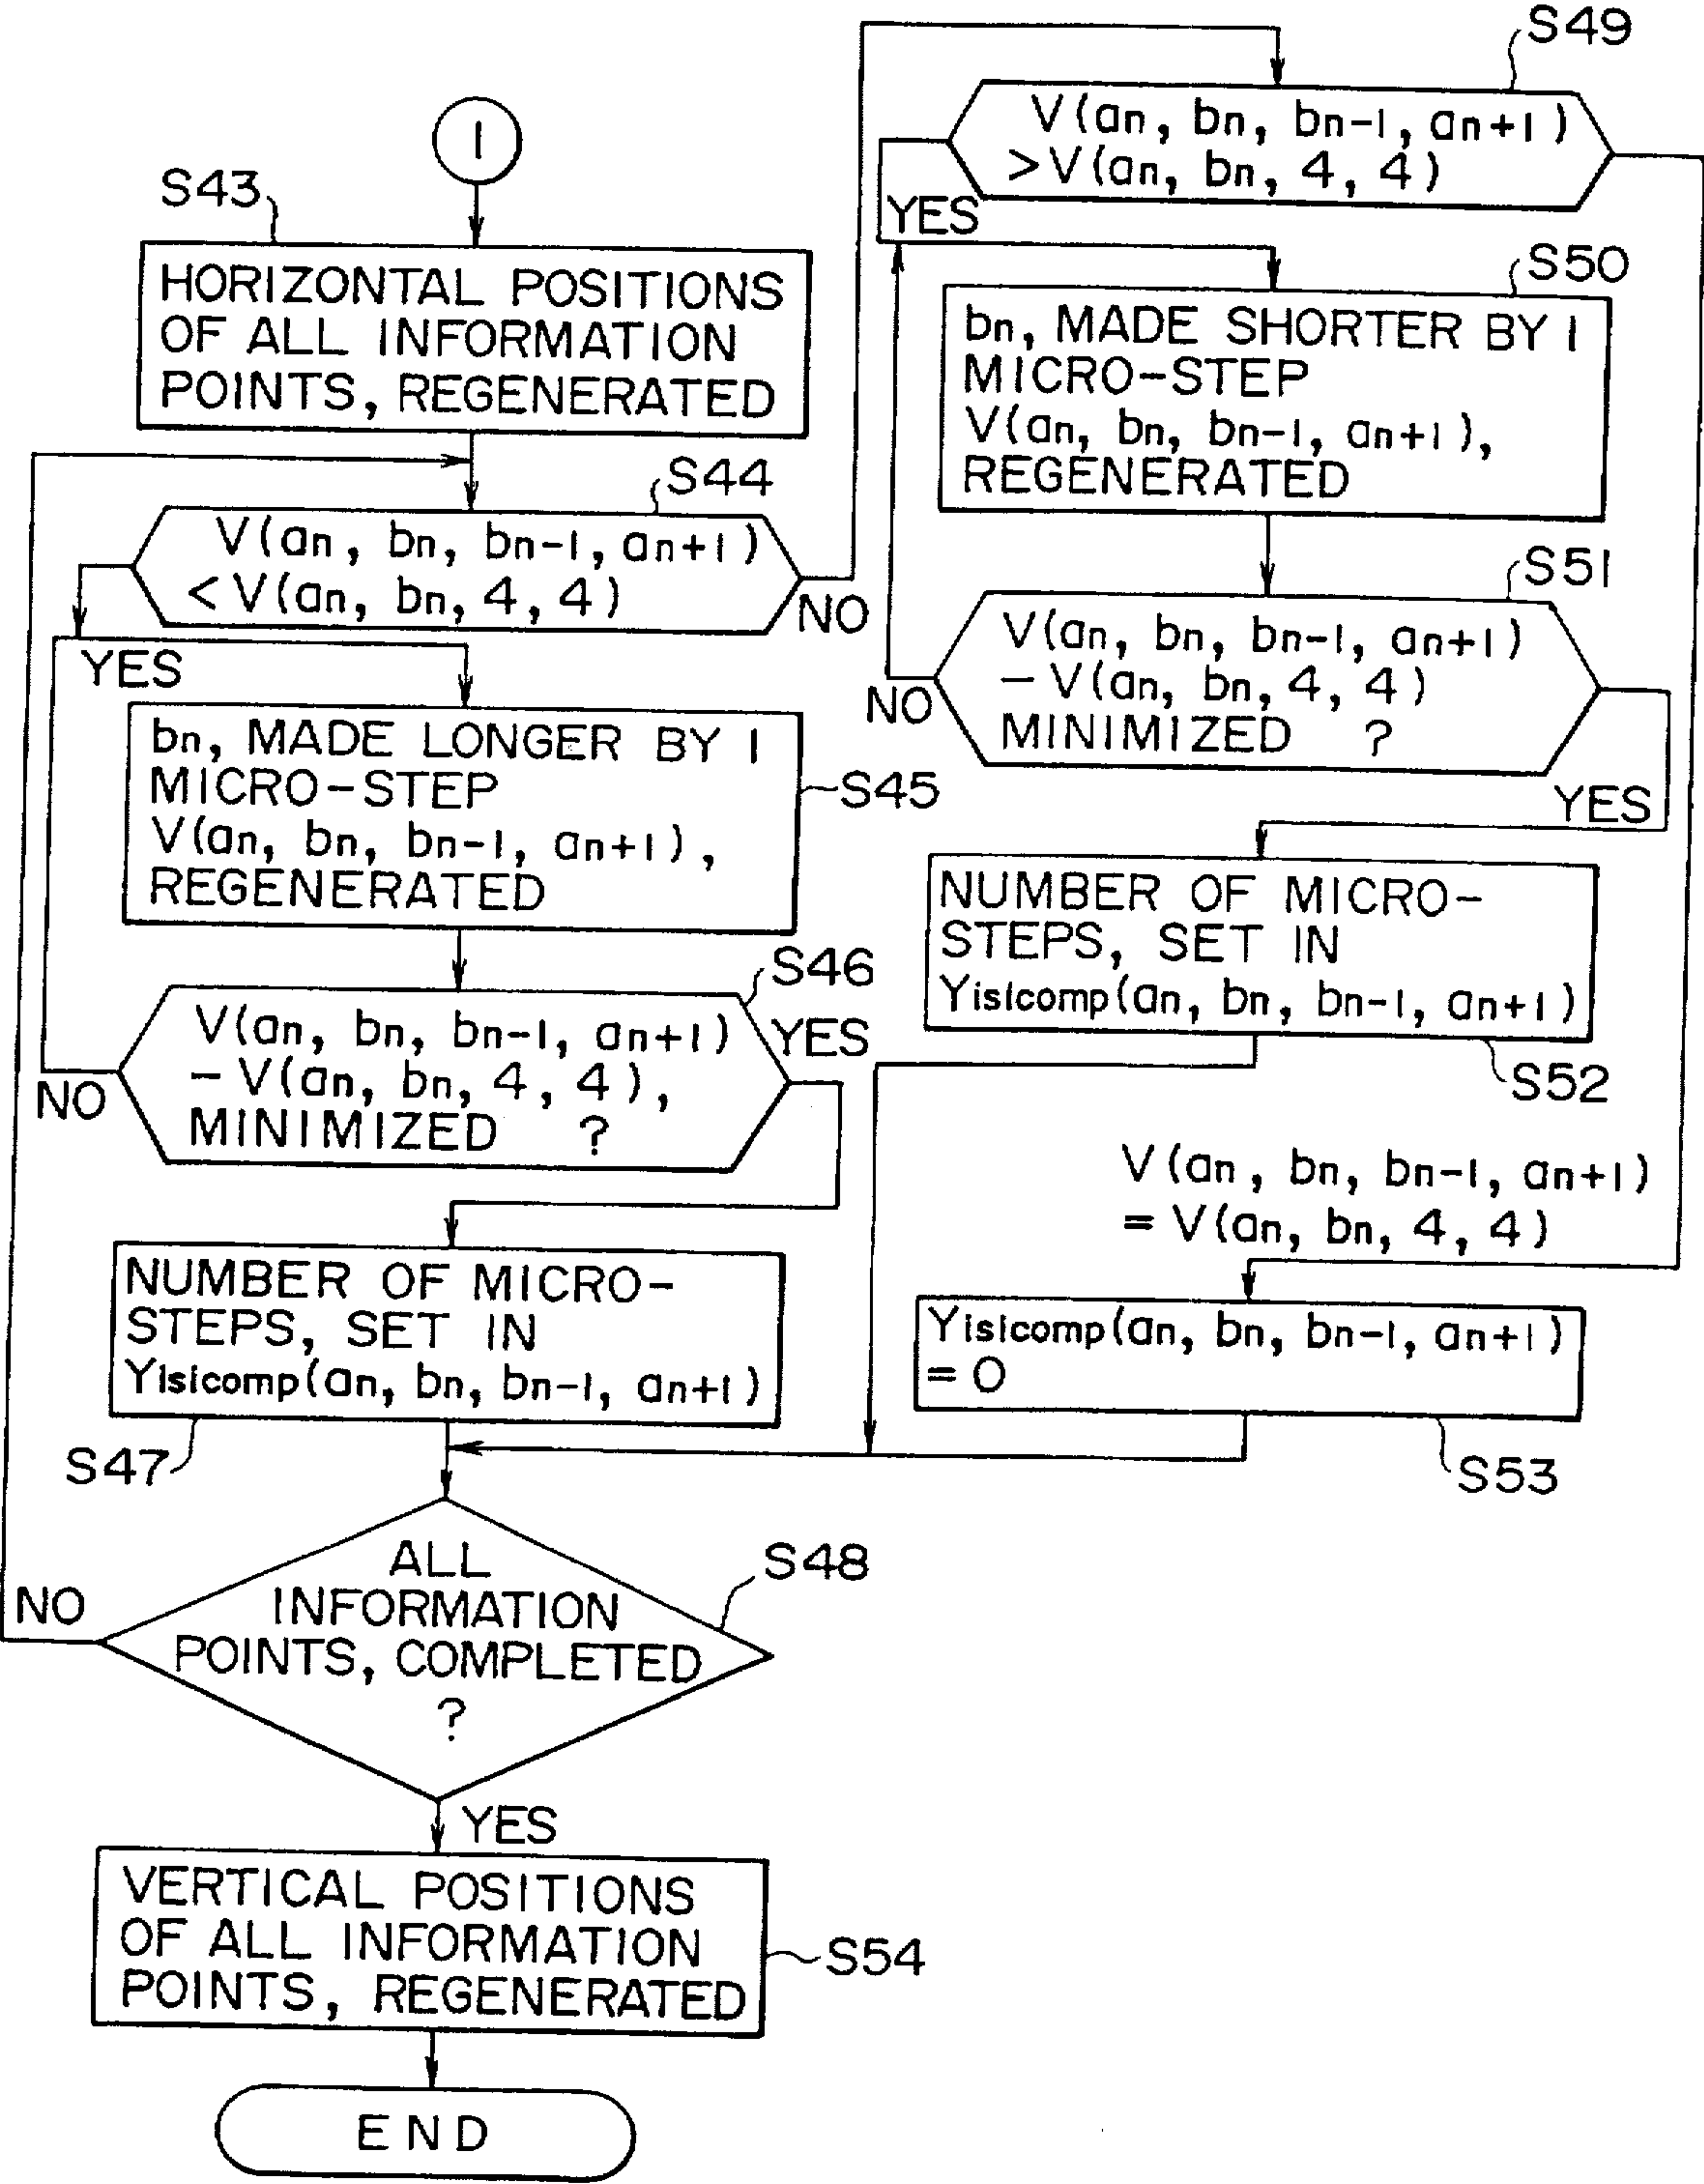 1
S43
HORIZONTAL POSITIONS
OF ALL INFORMATION
POINTS, REGENERATED
S44
V(an, bn, bn-1, an+1)
< V(an, bn, 4, 4)
NO
YES
bn, MADE LONGER BY 1
MICRO-STEP
V(an, bn, bn-1, an+1),
REGENERATED
S45
S46
V(an, bn, bn-1, an+1)
- V(an, bn, 4, 4),
MINIMIZED ?
YES
NO
NUMBER OF MICRO-
STEPS, SET IN
Yislcomp(an, bn, bn-1, an+1)
S47
ALL
INFORMATION
POINTS, COMPLETED
?
S48
NO
YES
VERTICAL POSITIONS
OF ALL INFORMATION
POINTS, REGENERATED
S54
END
S49
V(an, bn, bn-1, an+1)
> V(an, bn, 4, 4)
YES
S50
bn, MADE SHORTER BY 1
MICRO-STEP
V(an, bn, bn-1, an+1),
REGENERATED
S51
V(an, bn, bn-1, an+1)
- V(an, bn, 4, 4)
MINIMIZED ?
NO
YES
NUMBER OF MICRO-
STEPS, SET IN
Yislcomp(an, bn, bn-1, an+1)
S52
V(an, bn, bn-1, an+1)
= V(an, bn, 4, 4)
Yislcomp(an, bn, bn-1, an+1)
= 0
S53